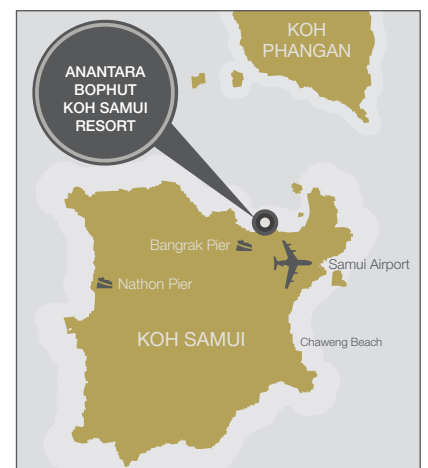 KOH
PHANGAN
ANANTARA
BOPHUT
KOH SAMUI
RESORT
Bangrak Pier
Samui Airport
Nathon Pier
KOH SAMUI
Chaweng Beach